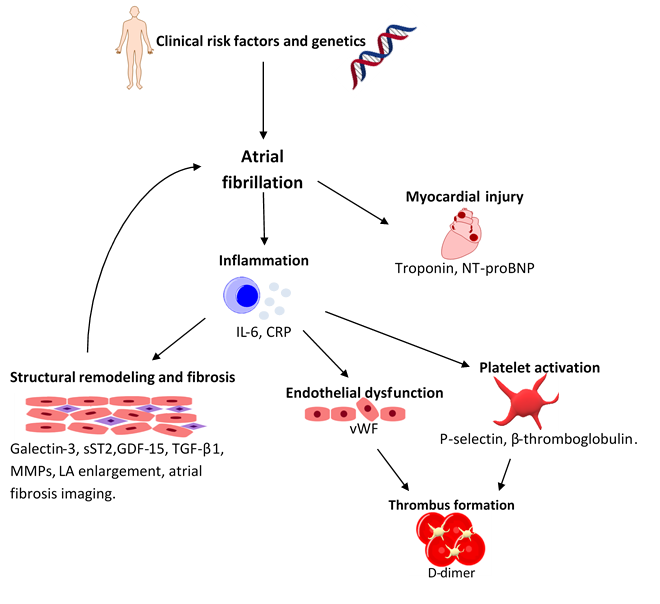 Clinical risk factors and genetics
Atrial
fibrillation
Myocardial injury
Troponin, NT-proBNP
Inflammation
IL-6, CRP
Structural remodeling and fibrosis
Galectin-3, sST2,GDF-15, TGF-β1,
MMPs, LA enlargement, atrial
fibrosis imaging.
Endothelial dysfunction
vWF
Platelet activation
P-selectin, β-thromboglobulin.
Thrombus formation
D-dimer